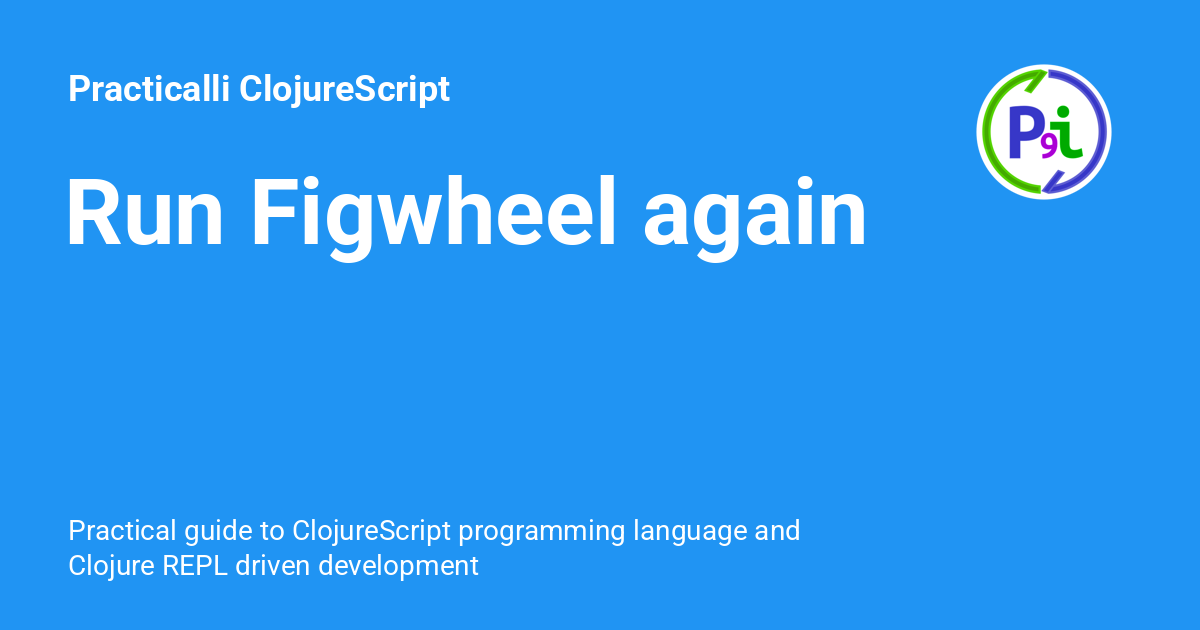 Practicalli ClojureScript
P9i
Run Figwheel again
Practical guide to ClojureScript programming language and
Clojure REPL driven development